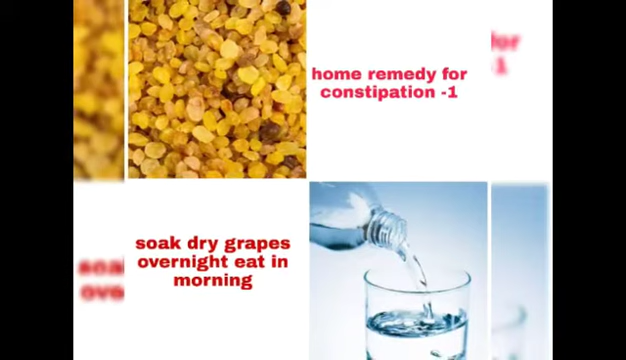 home remedy for
constipation -1
soak dry grapes
overnight eat in
morning